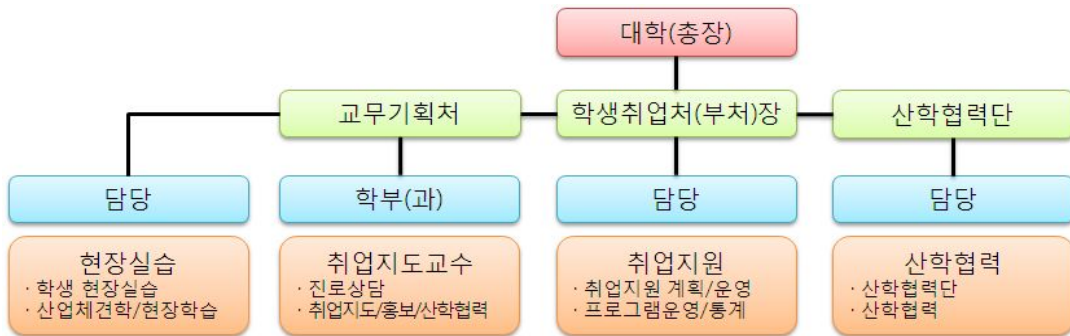 대학(총장)
교무기획처
학생취업처(부처)장
산학협력단
담당
학부(과)
담당
담당
현장실습
· 학생 현장실습
· 산업체견학/현장학습
취업지도교수
· 진로상담
· 취업지도/홍보/산학협력
취업지원
· 취업지원 계획/운영
· 프로그램운영/통계
산학협력
· 산학협력단
· 산학협력